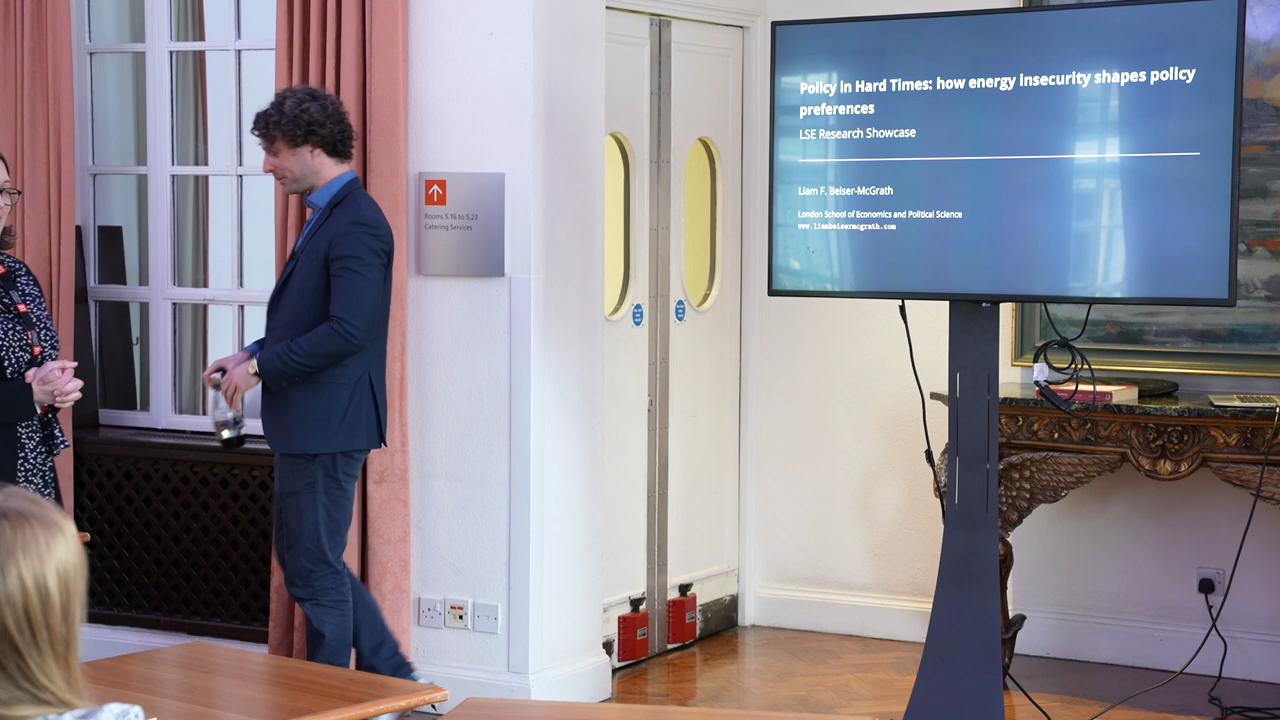 Policy in Hard Times: how energy insecurity shapes policy
preferences
LSE Research Showcase
Liam F. Beiser-McGrath
London School of Economics and Political Science
www.liambeisermcgrath.com
Rooms 5.16 to 5.23
Catering Services